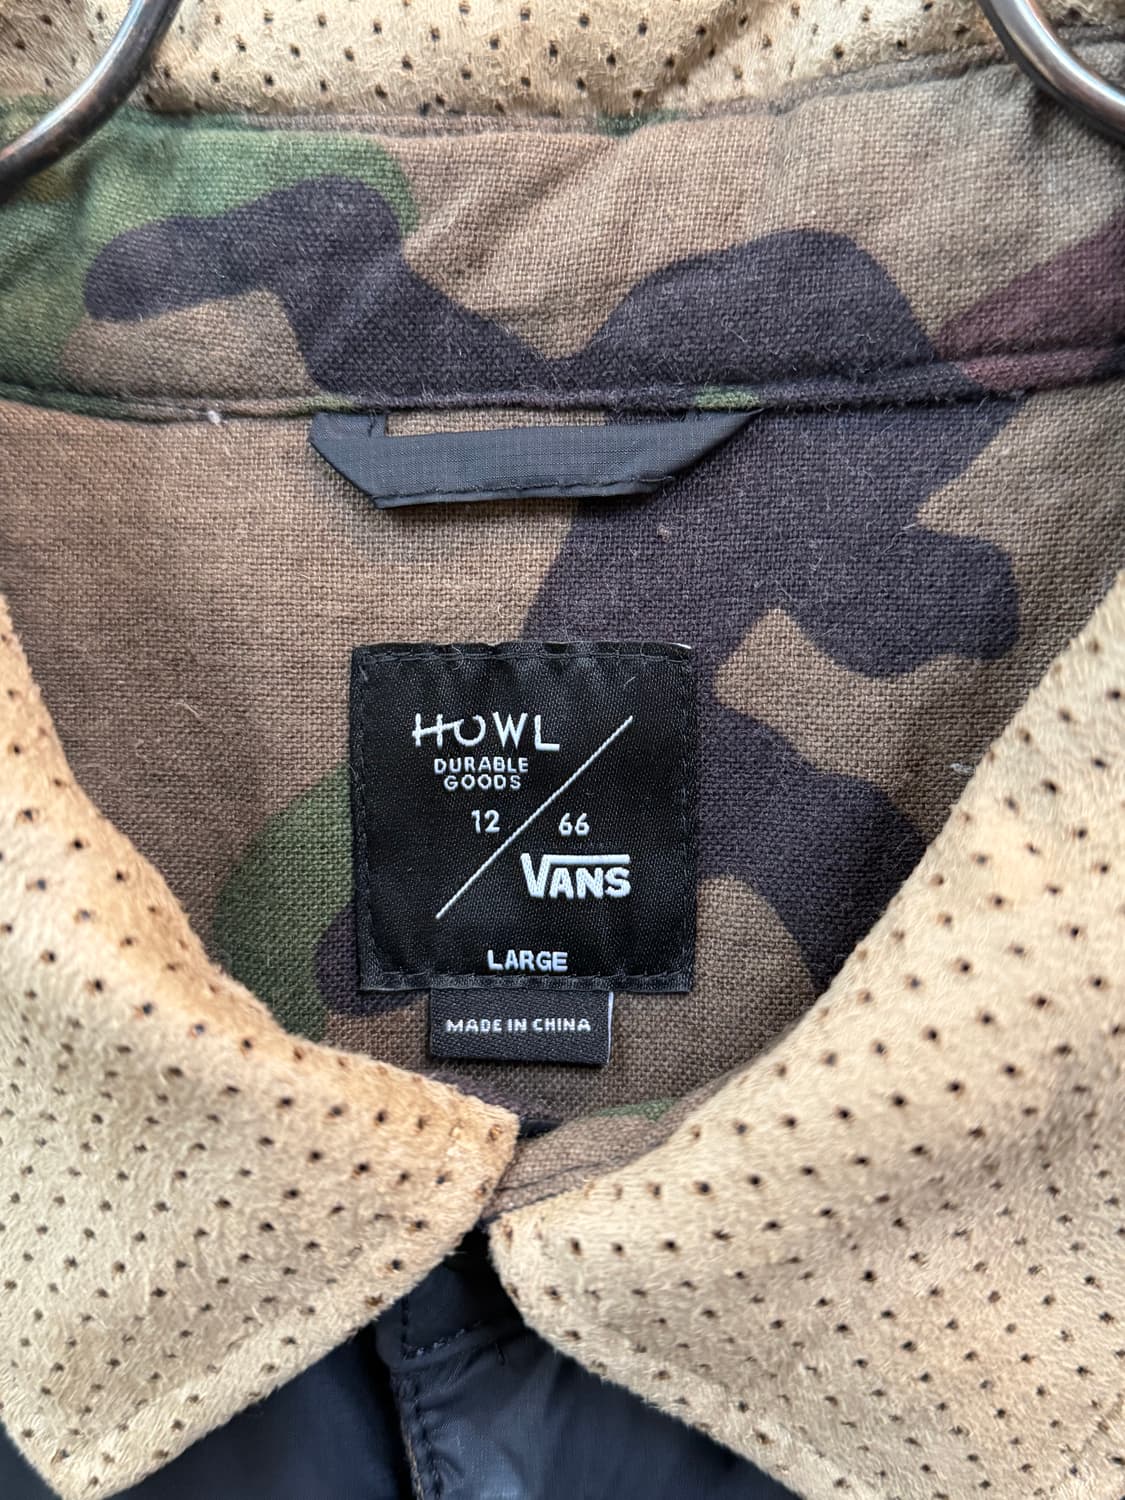 HOWL
DURABLE
GOODS
12 66
VANS
LARGE
MADE IN CHINA